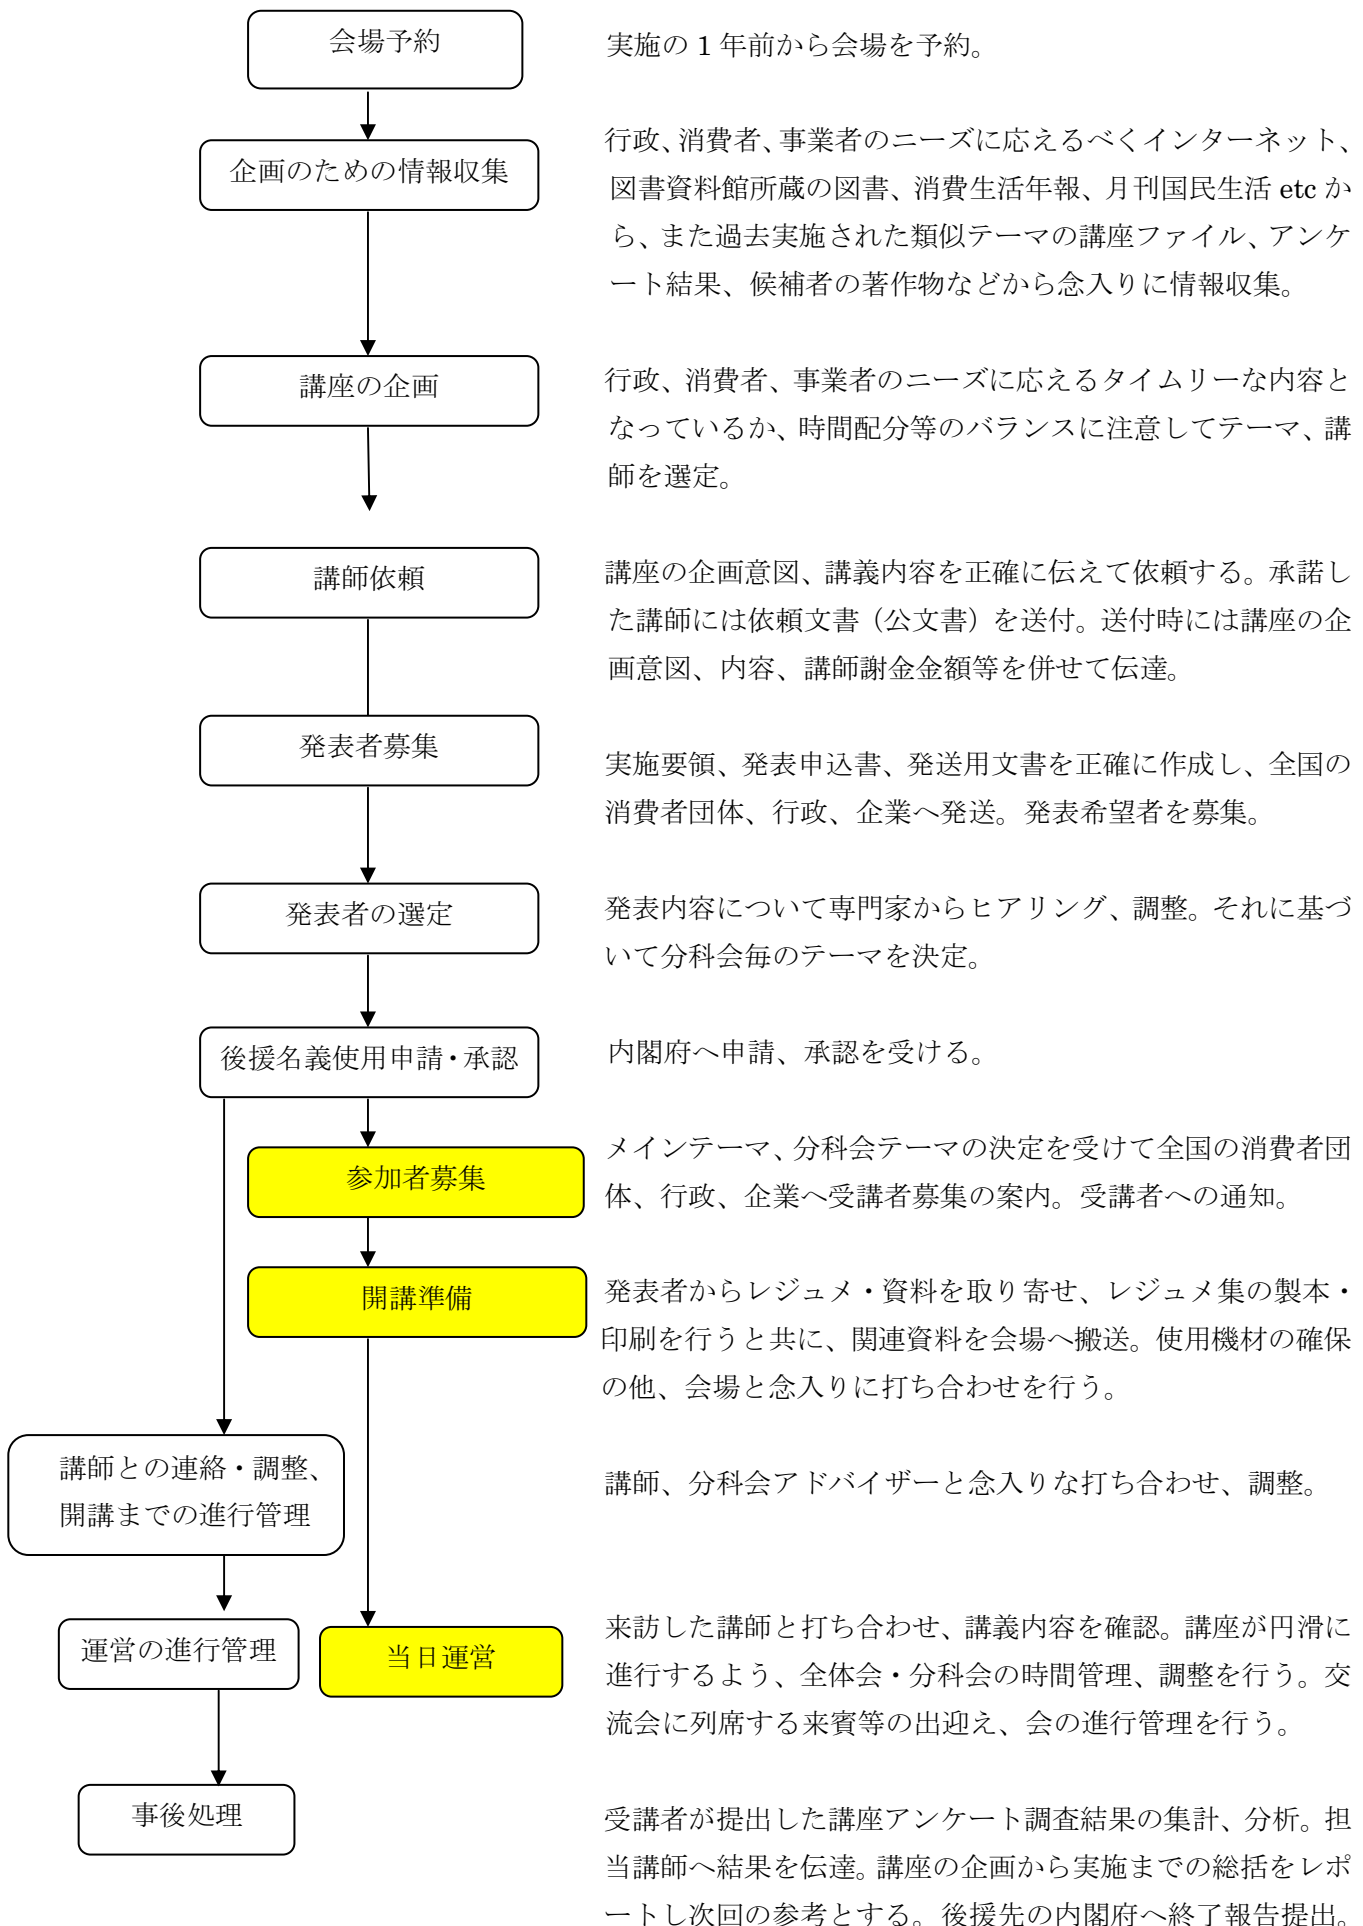 会場予約
実施の 1 年前から会場を予約。
企画のための情報収集
行政、消費者、事業者のニーズに応えるべくインターネット、
図書資料館所蔵の図書、消費生活年報、月刊国民生活 etc か
ら、また過去実施された類似テーマの講座ファイル、アンケ
ート結果、候補者の著作物などから念入りに情報収集。
講座の企画
行政、消費者、事業者のニーズに応えるタイムリーな内容と
なっているか、時間配分等のバランスに注意してテーマ、講
師を選定。
講師依頼
講座の企画意図、講義内容を正確に伝えて依頼する。承諾し
た講師には依頼文書（公文書）を送付。送付時には講座の企
画意図、内容、講師謝金金額等を併せて伝達。
発表者募集
実施要領、発表申込書、発送用文書を正確に作成し、全国の
消費者団体、行政、企業へ発送。発表希望者を募集。
発表者の選定
発表内容について専門家からヒアリング、調整。それに基づ
いて分科会毎のテーマを決定。
後援名義使用申請・承認
内閣府へ申請、承認を受ける。
参加者募集
メインテーマ、分科会テーマの決定を受けて全国の消費者団
体、行政、企業へ受講者募集の案内。受講者への通知。
開講準備
発表者からレジュメ・資料を取り寄せ、レジュメ集の製本・
印刷を行うと共に、関連資料を会場へ搬送。使用機材の確保
の他、会場と念入りに打ち合わせを行う。
講師との連絡・調整、
開講までの進行管理
講師、分科会アドバイザーと念入りな打ち合わせ、調整。
運営の進行管理
当日運営
来訪した講師と打ち合わせ、講義内容を確認。講座が円滑に
進行するよう、全体会・分科会の時間管理、調整を行う。交
流会に列席する来賓等の出迎え、会の進行管理を行う。
事後処理
受講者が提出した講座アンケート調査結果の集計、分析。担
当講師へ結果を伝達。講座の企画から実施までの総括をレポ
ートし次回の参考とする。後援先の内閣府へ終了報告提出。